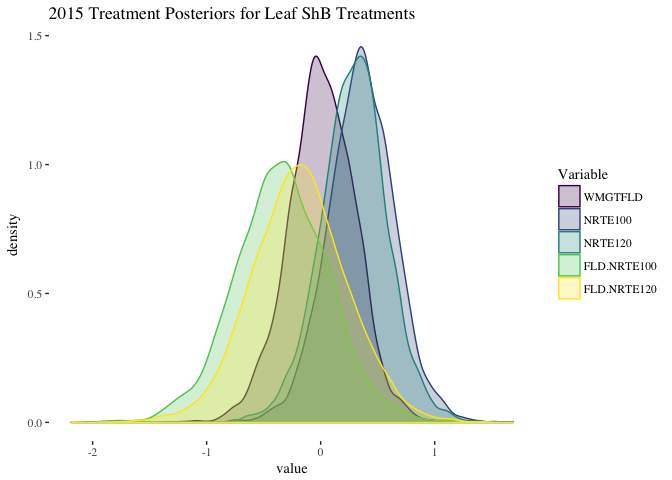 2015 Treatment Posteriors for Leaf ShB Treatments
1.5
1.0
0.5
0.0
density
-2
-1
0
1
value
Variable
WMGTFLD
NRTE100
NRTE120
FLD.NRTE100
FLD.NRTE120